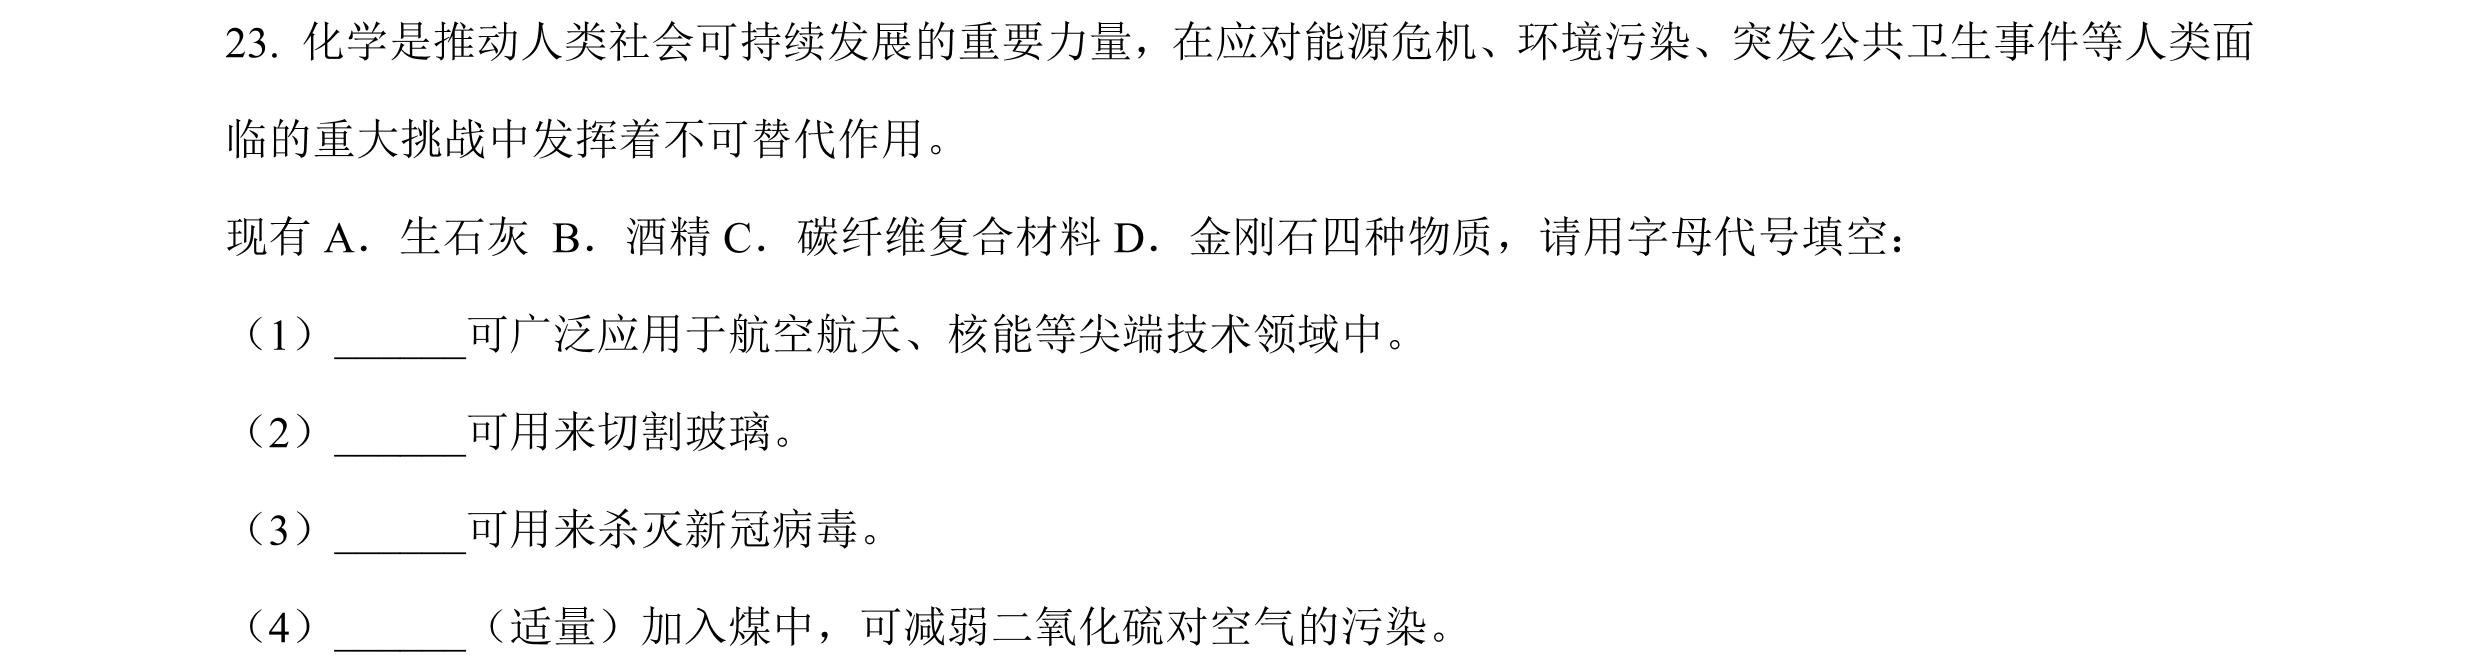 23. 化学是推动人类社会可持续发展的重要力量，在应对能源危机、环境污染、突发公共卫生事件等人类面
临的重大挑战中发挥着不可替代作用。
现有 A．生石灰 B．酒精 C．碳纤维复合材料 D．金刚石四种物质，请用字母代号填空：
（1）______可广泛应用于航空航天、核能等尖端技术领域中。
（2）______可用来切割玻璃。
（3）______可用来杀灭新冠病毒。
（4）______（适量）加入煤中，可减弱二氧化硫对空气的污染。